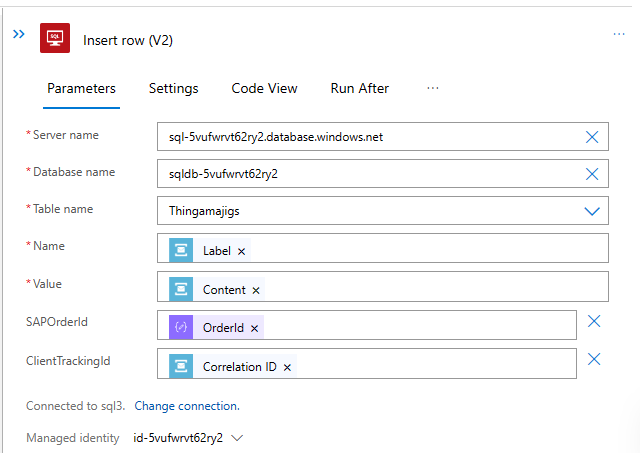 Insert row (V2)
Parameters Settings Code View Run After ...
* Server name sql-5vufwrvt62ry2.database.windows.net
* Database name sqldb-5vufwrvt62ry2
* Table name Thingamajigs
* Name Label
* Value Content
SAPOrderId OrderId
ClientTrackingId Correlation ID
Connected to sql3. Change connection.
Managed identity id-5vufwrvt62ry2